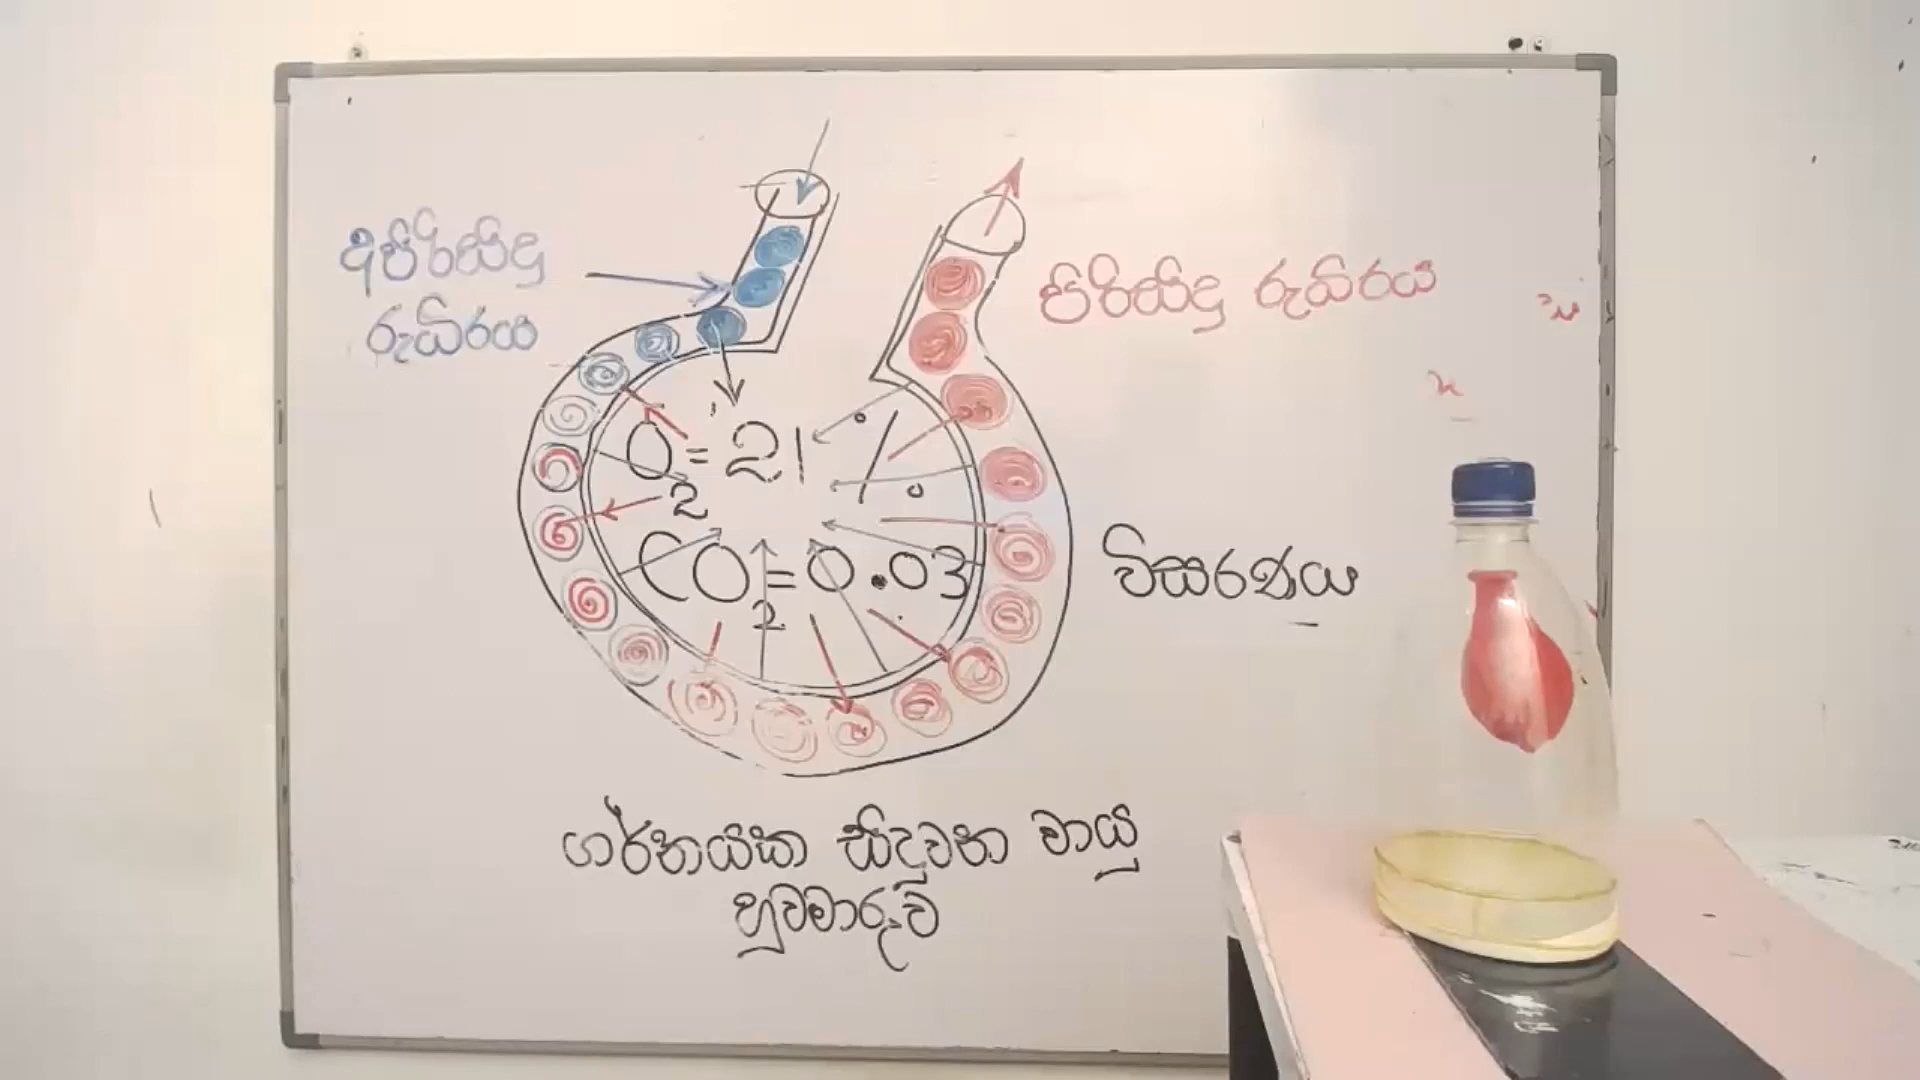 අපිරිසිදු
රුධිරය
පිරිසිදු රුධිරය
O₂ = 21 %
CO₂ = 0.03
විසරණය
ගර්තයක සිදුවන වායු
හුවමාරුව